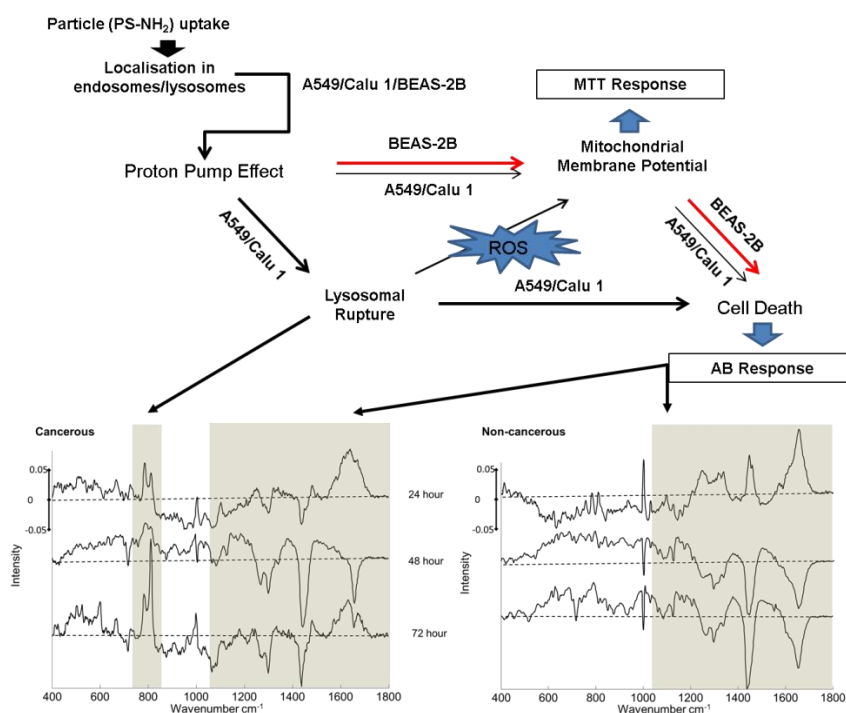 Particle (PS-NH₂) uptake
Localisation in
endosomes/lysosomes
A549/Calu 1/BEAS-2B
MTT Response
Proton Pump Effect
BEAS-2B
A549/Calu 1
Mitochondrial
Membrane Potential
A549/Calu 1
ROS
BEAS-2B
A549/Calu 1
Lysosomal
Rupture
A549/Calu 1
Cell Death
AB Response
Cancerous
0.05
0
-0.05
Intensity
24 hour
48 hour
72 hour
400 600 800 1000 1200 1400 1600 1800
Wavenumber cm⁻¹
Non-cancerous
0.05
0
-0.05
Intensity
400 600 800 1000 1200 1400 1600 1800
Wavenumber cm⁻¹